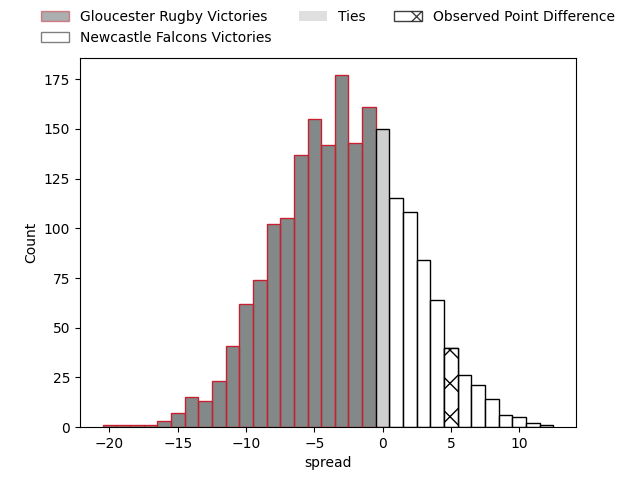 Gloucester Rugby Victories
Ties
Observed Point Difference
Newcastle Falcons Victories
175
150
125
100
75
50
25
0
Count
−20 −15 −10 −5 0 5 10
spread